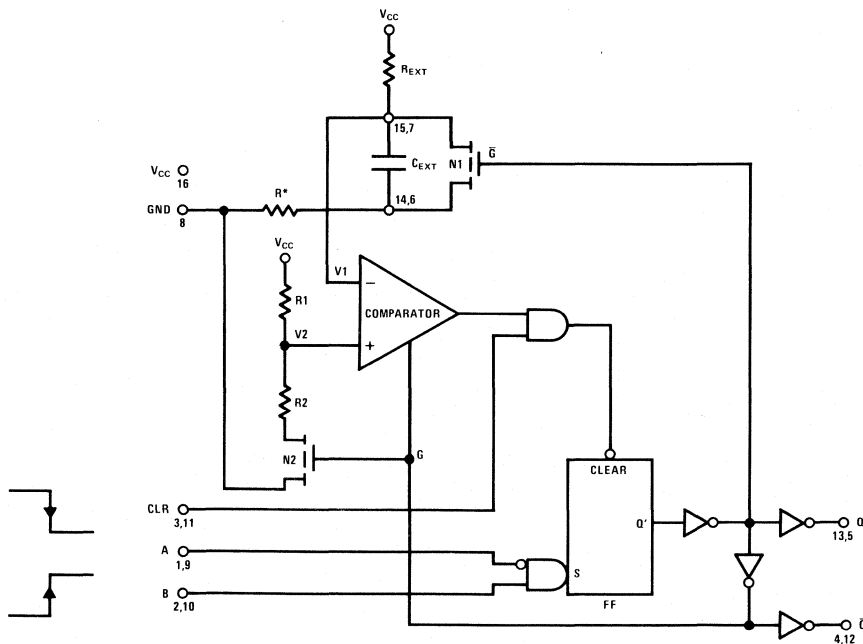 VCC
REXT
15,7
G̅
N1
CEXT
VCC
16
R*
14,6
GND
8
VCC
V1
−
R1
COMPARATOR
V2
+
R2
N2
G
CLEAR
CLR
3,11
Q'
Q
13,5
A
1,9
S
B
2,10
FF
4,12